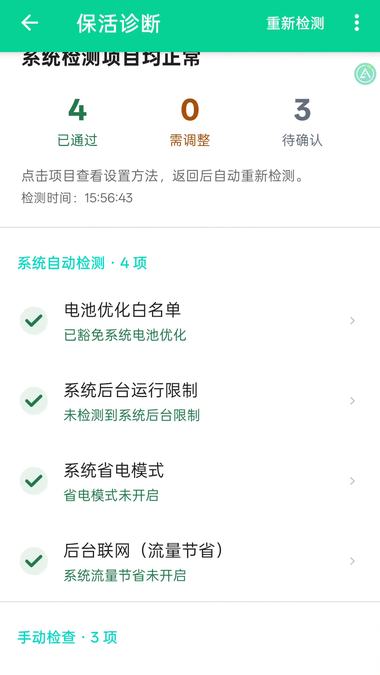 保活诊断
重新检测
系统检测项目均正常
4
0
3
已通过
需调整
待确认
点击项目查看设置方法，返回后自动重新检测。
检测时间：15:56:43
系统自动检测 · 4 项
电池优化白名单
已豁免系统电池优化
系统后台运行限制
未检测到系统后台限制
系统省电模式
省电模式未开启
后台联网（流量节省）
系统流量节省未开启
手动检查 · 3 项